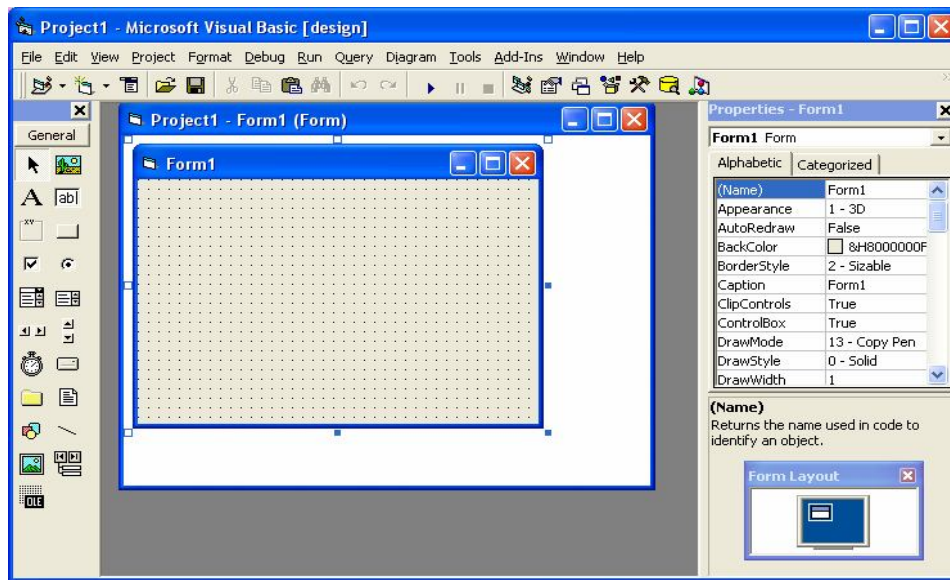 Project1 - Microsoft Visual Basic [design]
File Edit View Project Format Debug Run Query Diagram Tools Add-Ins Window Help
General
A
ab
XY
OLE
Project1 - Form1 (Form)
Form1
Properties - Form1
Form1 Form
Alphabetic Categorized
(Name) Form1
Appearance 1 - 3D
AutoRedraw False
BackColor &H8000000F
BorderStyle 2 - Sizable
Caption Form1
ClipControls True
ControlBox True
DrawMode 13 - Copy Pen
DrawStyle 0 - Solid
DrawWidth 1
(Name)
Returns the name used in code to
identify an object.
Form Layout